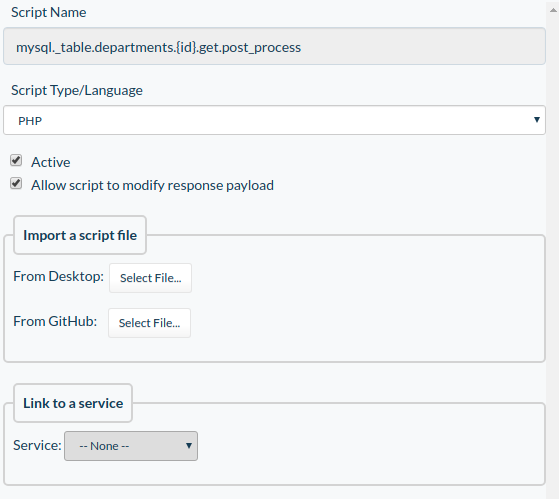 Script Name
mysql._table.departments.{id}.get.post_process
Script Type/Language
PHP
Active
Allow script to modify response payload
Import a script file
From Desktop: Select File...
From GitHub: Select File...
Link to a service
Service: -- None --